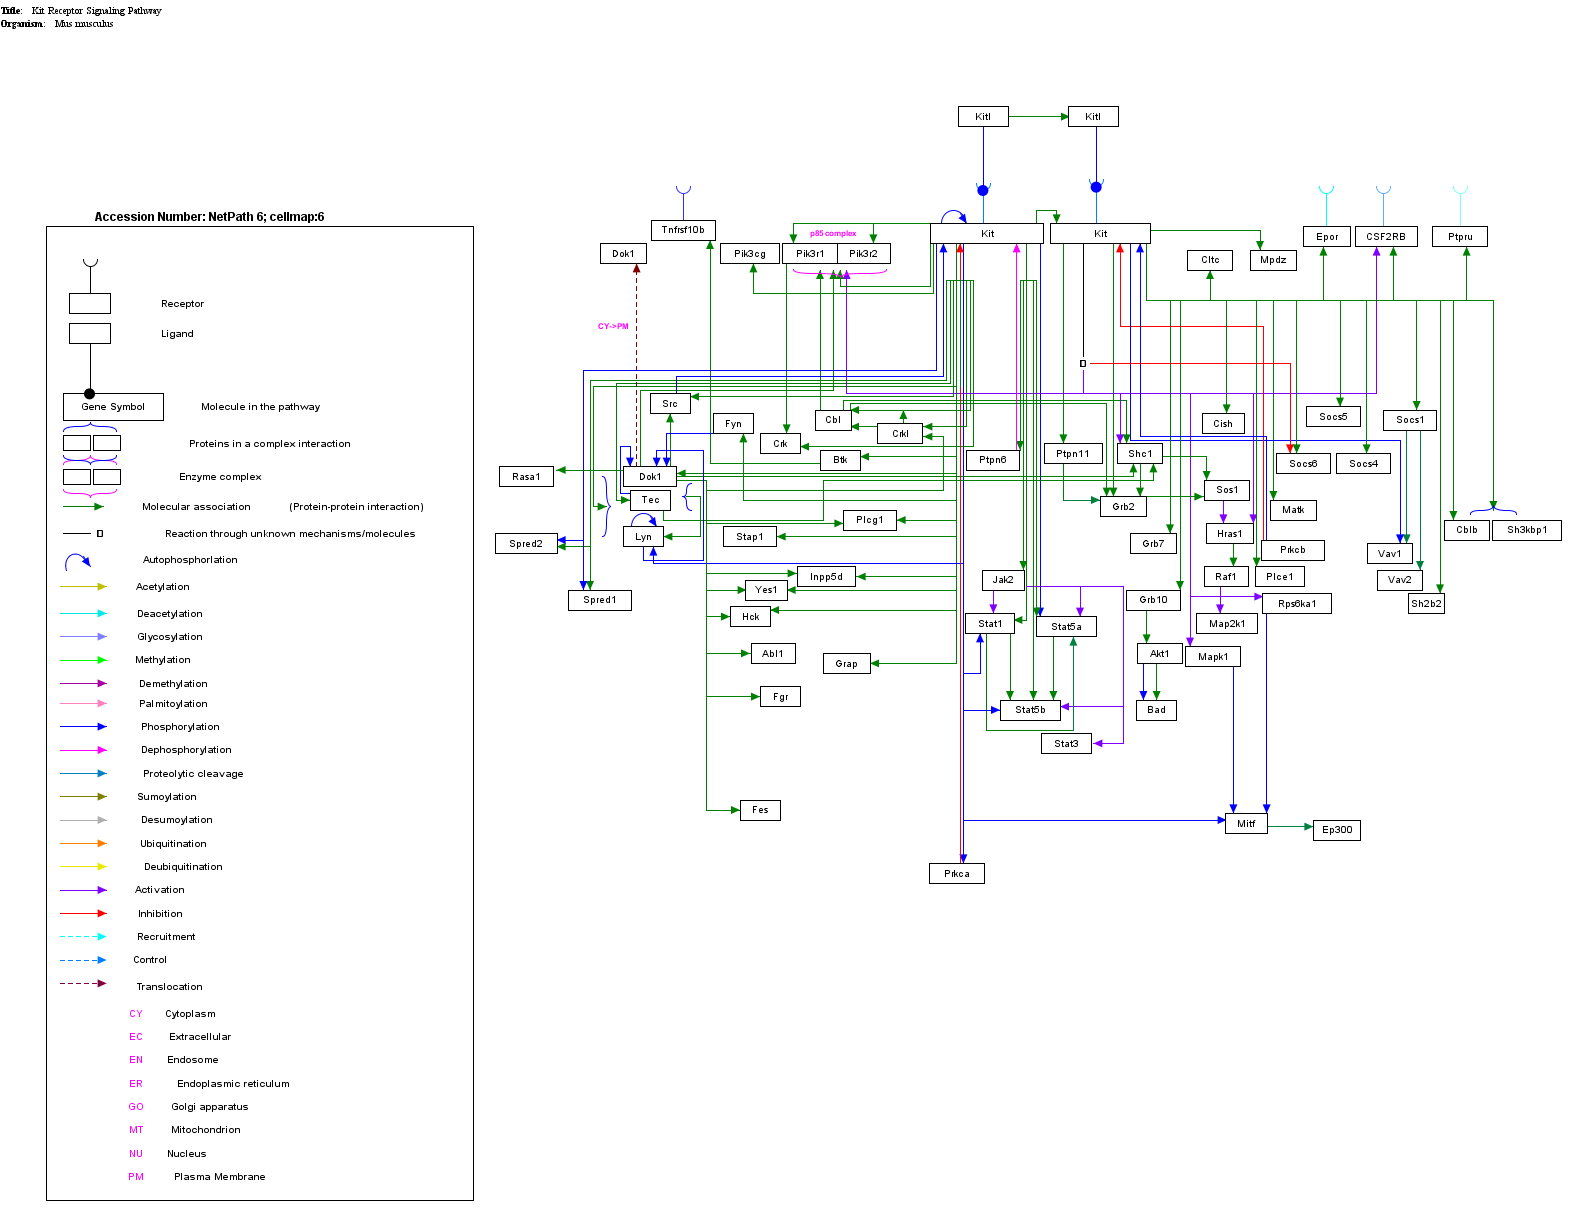 Title: Kit Receptor Signaling Pathway
Organism: Mus musculus
Accession Number: NetPath 6; cellmap:6
Receptor
Ligand
Gene Symbol
Molecule in the pathway
Proteins in a complex interaction
Enzyme complex
Molecular association (Protein-protein interaction)
Reaction through unknown mechanisms/molecules
Autophosphorlation
Acetylation
Deacetylation
Glycosylation
Methylation
Demethylation
Palmitoylation
Phosphorylation
Dephosphorylation
Proteolytic cleavage
Sumoylation
Desumoylation
Ubiquitination
Deubiquitination
Activation
Inhibition
Recruitment
Control
Translocation
CY Cytoplasm
EC Extracellular
EN Endosome
ER Endoplasmic reticulum
GO Golgi apparatus
MT Mitochondrion
NU Nucleus
PM Plasma Membrane
Kitl
Kitl
Tnfrsf10b
p85 complex
Kit
Kit
Epor
CSF2RB
Ptpru
Dok1
Pik3cg
Pik3r1
Pik3r2
Cltc
Mpdz
CY->PM
Src
Fyn
Cbl
Crkl
Crk
Btk
Ptpn6
Ptpn11
Shc1
Cish
Socs5
Socs1
Socs6
Socs4
Rasa1
Dok1
Tec
Lyn
Plcg1
Stap1
Grb2
Sos1
Matk
Hras1
Cblb
Sh3kbp1
Spred2
Grb7
Prkcb
Vav1
Inpp5d
Jak2
Raf1
Plce1
Vav2
Spred1
Yes1
Hck
Grb10
Rps6ka1
Sh2b2
Stat1
Stat5a
Map2k1
Abl1
Grap
Akt1
Mapk1
Fgr
Stat5b
Bad
Stat3
Fes
Mitf
Ep300
Prkca